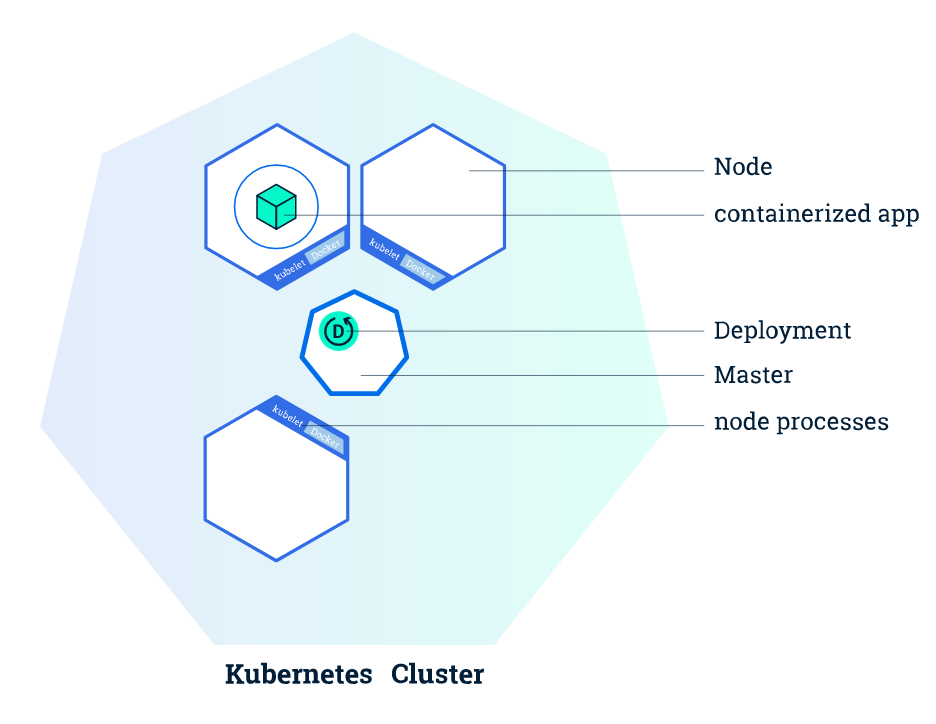 Node
containerized app
kubelet Docker
kubelet Docker
D
Deployment
Master
kubelet Docker
node processes
Kubernetes Cluster